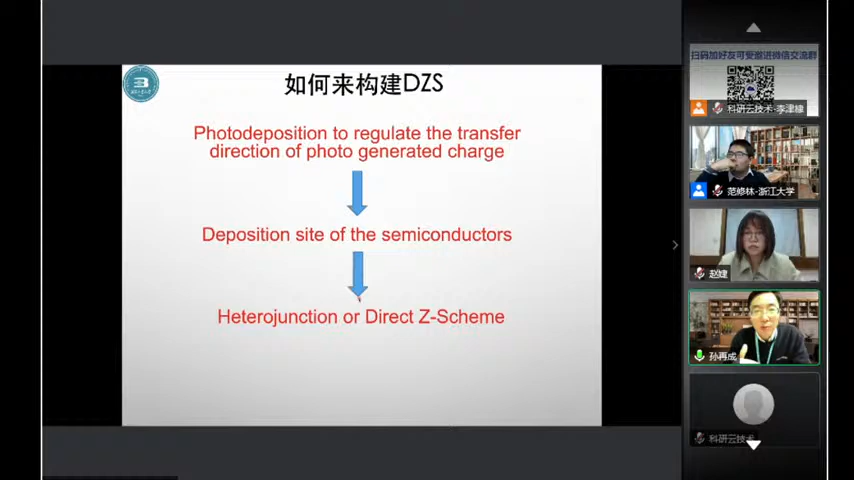 如何来构建DZS
Photodeposition to regulate the transfer
direction of photo generated charge
Deposition site of the semiconductors
Heterojunction or Direct Z-Scheme
扫码加好友可受邀进微信交流群
科研云技术-李津橞
范修林-浙江大学
赵婕
孙再成
科研云技术